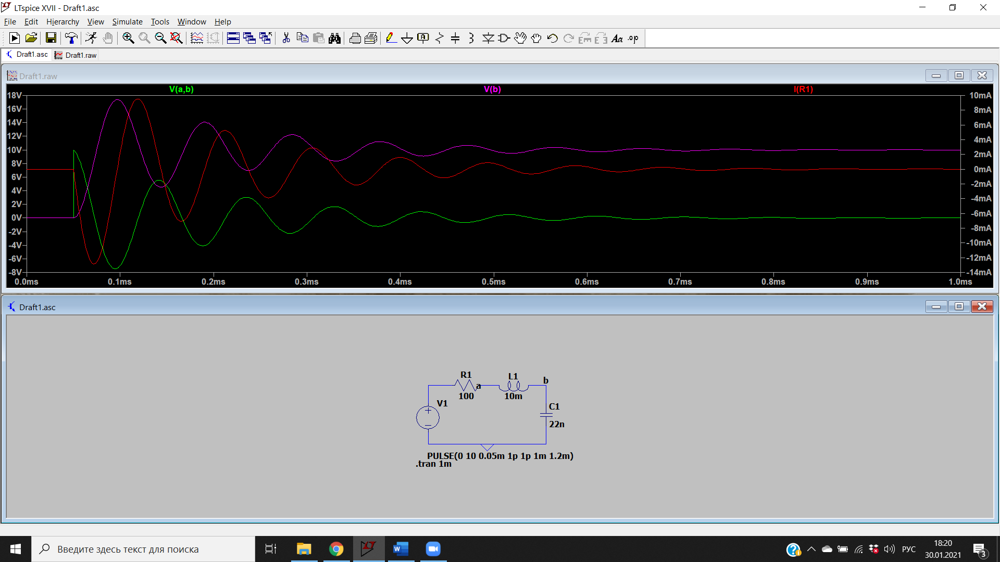 LTspice XVII - Draft1.asc
File Edit Hierarchy View Simulate Tools Window Help
A Aa .op
Draft1.asc Draft1.raw
Draft1.raw
V(a,b) V(b) I(R1)
18V 10mA
16V 8mA
14V 6mA
12V 4mA
10V 2mA
8V 0mA
6V -2mA
4V -4mA
2V -6mA
0V -8mA
-2V -10mA
-4V -12mA
-6V -14mA
-8V
0.0ms 0.1ms 0.2ms 0.3ms 0.4ms 0.5ms 0.6ms 0.7ms 0.8ms 0.9ms 1.0ms
Draft1.asc
R1 L1 b
a
100 10m
V1 C1
22n
PULSE(0 10 0.05m 1p 1p 1m 1.2m)
.tran 1m
Введите здесь текст для поиска
W
РУС
18:20
30.01.2021
3